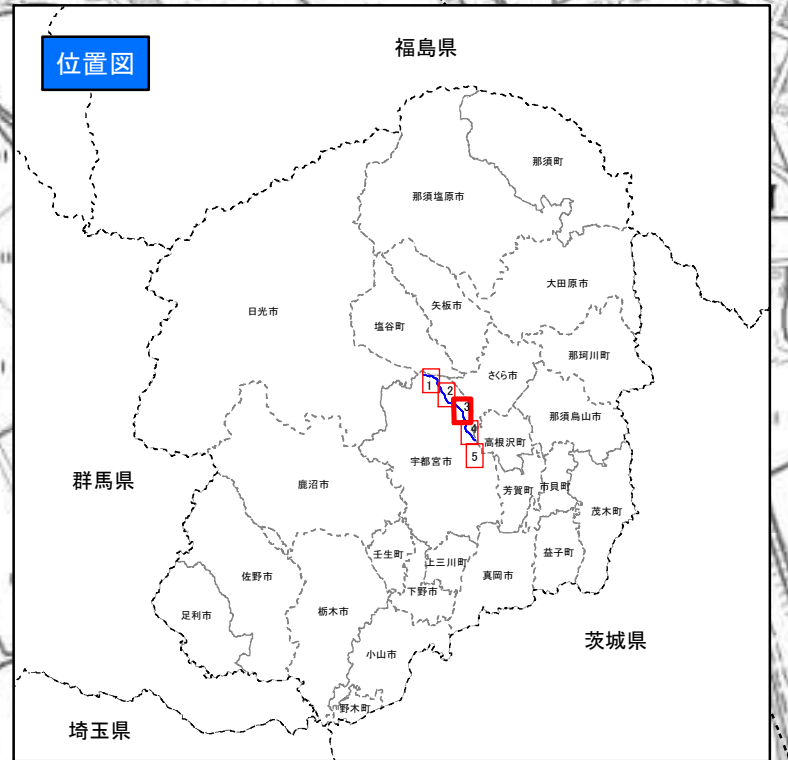 福島県
位置図
那須町
那須塩原市
大田原市
矢板市
日光市
塩谷町
那珂川町
さくら市
1
2
3
那須烏山市
4
高根沢町
宇都宮市
5
群馬県
鹿沼市
芳賀町
市貝町
茂木町
壬生町
上三川町
益子町
佐野市
真岡市
下野市
足利市
栃木市
茨城県
小山市
野木町
埼玉県